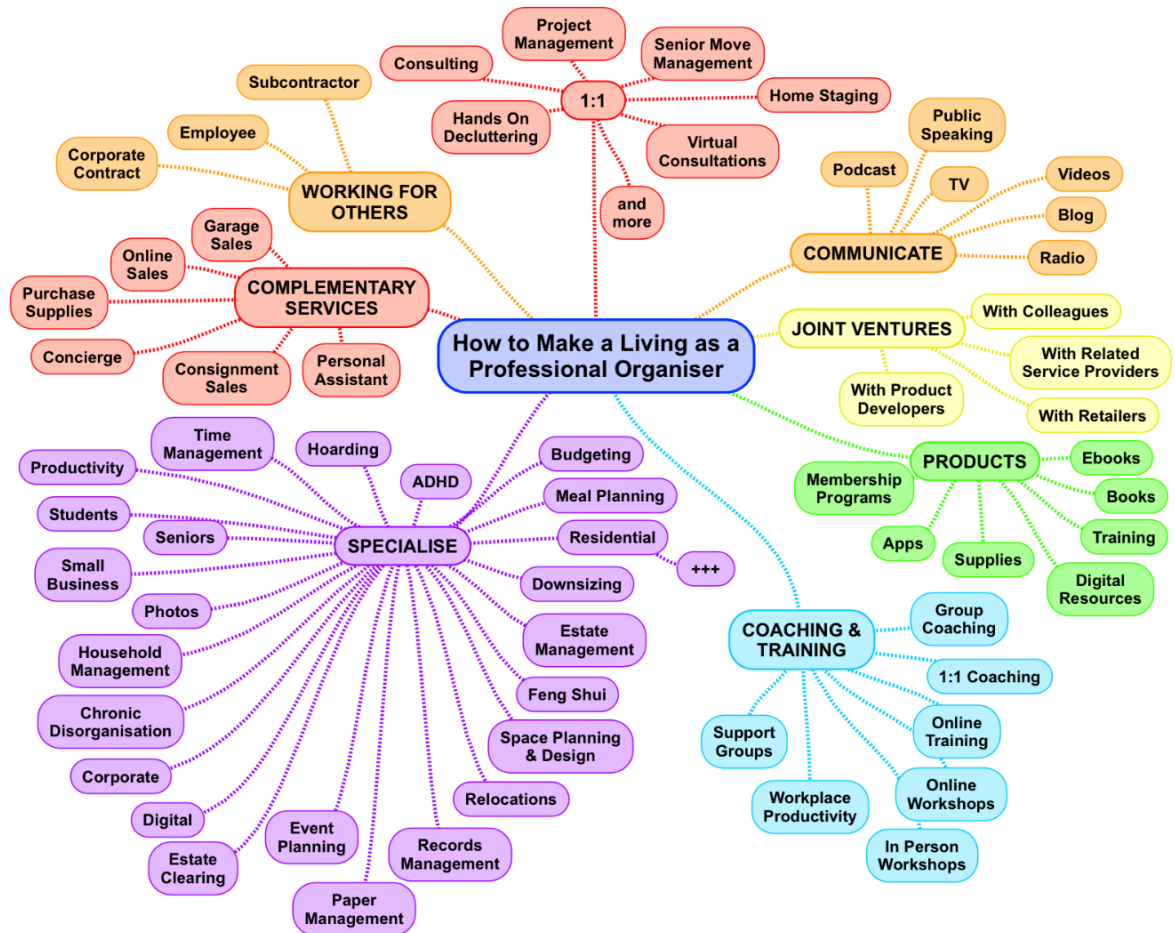 How to Make a Living as a
Professional Organiser
1:1
Project
Management
Senior Move
Management
Consulting
Home Staging
Hands On
Decluttering
Virtual
Consultations
and
more
WORKING FOR
OTHERS
Subcontractor
Employee
Corporate
Contract
COMMUNICATE
Public
Speaking
Podcast
TV
Videos
Blog
Radio
COMPLEMENTARY
SERVICES
Garage
Sales
Online
Sales
Purchase
Supplies
Concierge
Consignment
Sales
Personal
Assistant
JOINT VENTURES
With Colleagues
With Related
Service Providers
With Product
Developers
With Retailers
PRODUCTS
Ebooks
Membership
Programs
Books
Apps
Supplies
Training
Digital
Resources
SPECIALISE
Time
Management
Hoarding
Budgeting
Productivity
ADHD
Meal Planning
Students
Seniors
Residential
+++
Small
Business
Downsizing
Photos
Estate
Management
Household
Management
Feng Shui
Chronic
Disorganisation
Space Planning
& Design
Corporate
Relocations
Digital
Event
Planning
Records
Management
Estate
Clearing
Paper
Management
COACHING &
TRAINING
Group
Coaching
1:1 Coaching
Support
Groups
Online
Training
Workplace
Productivity
Online
Workshops
In Person
Workshops